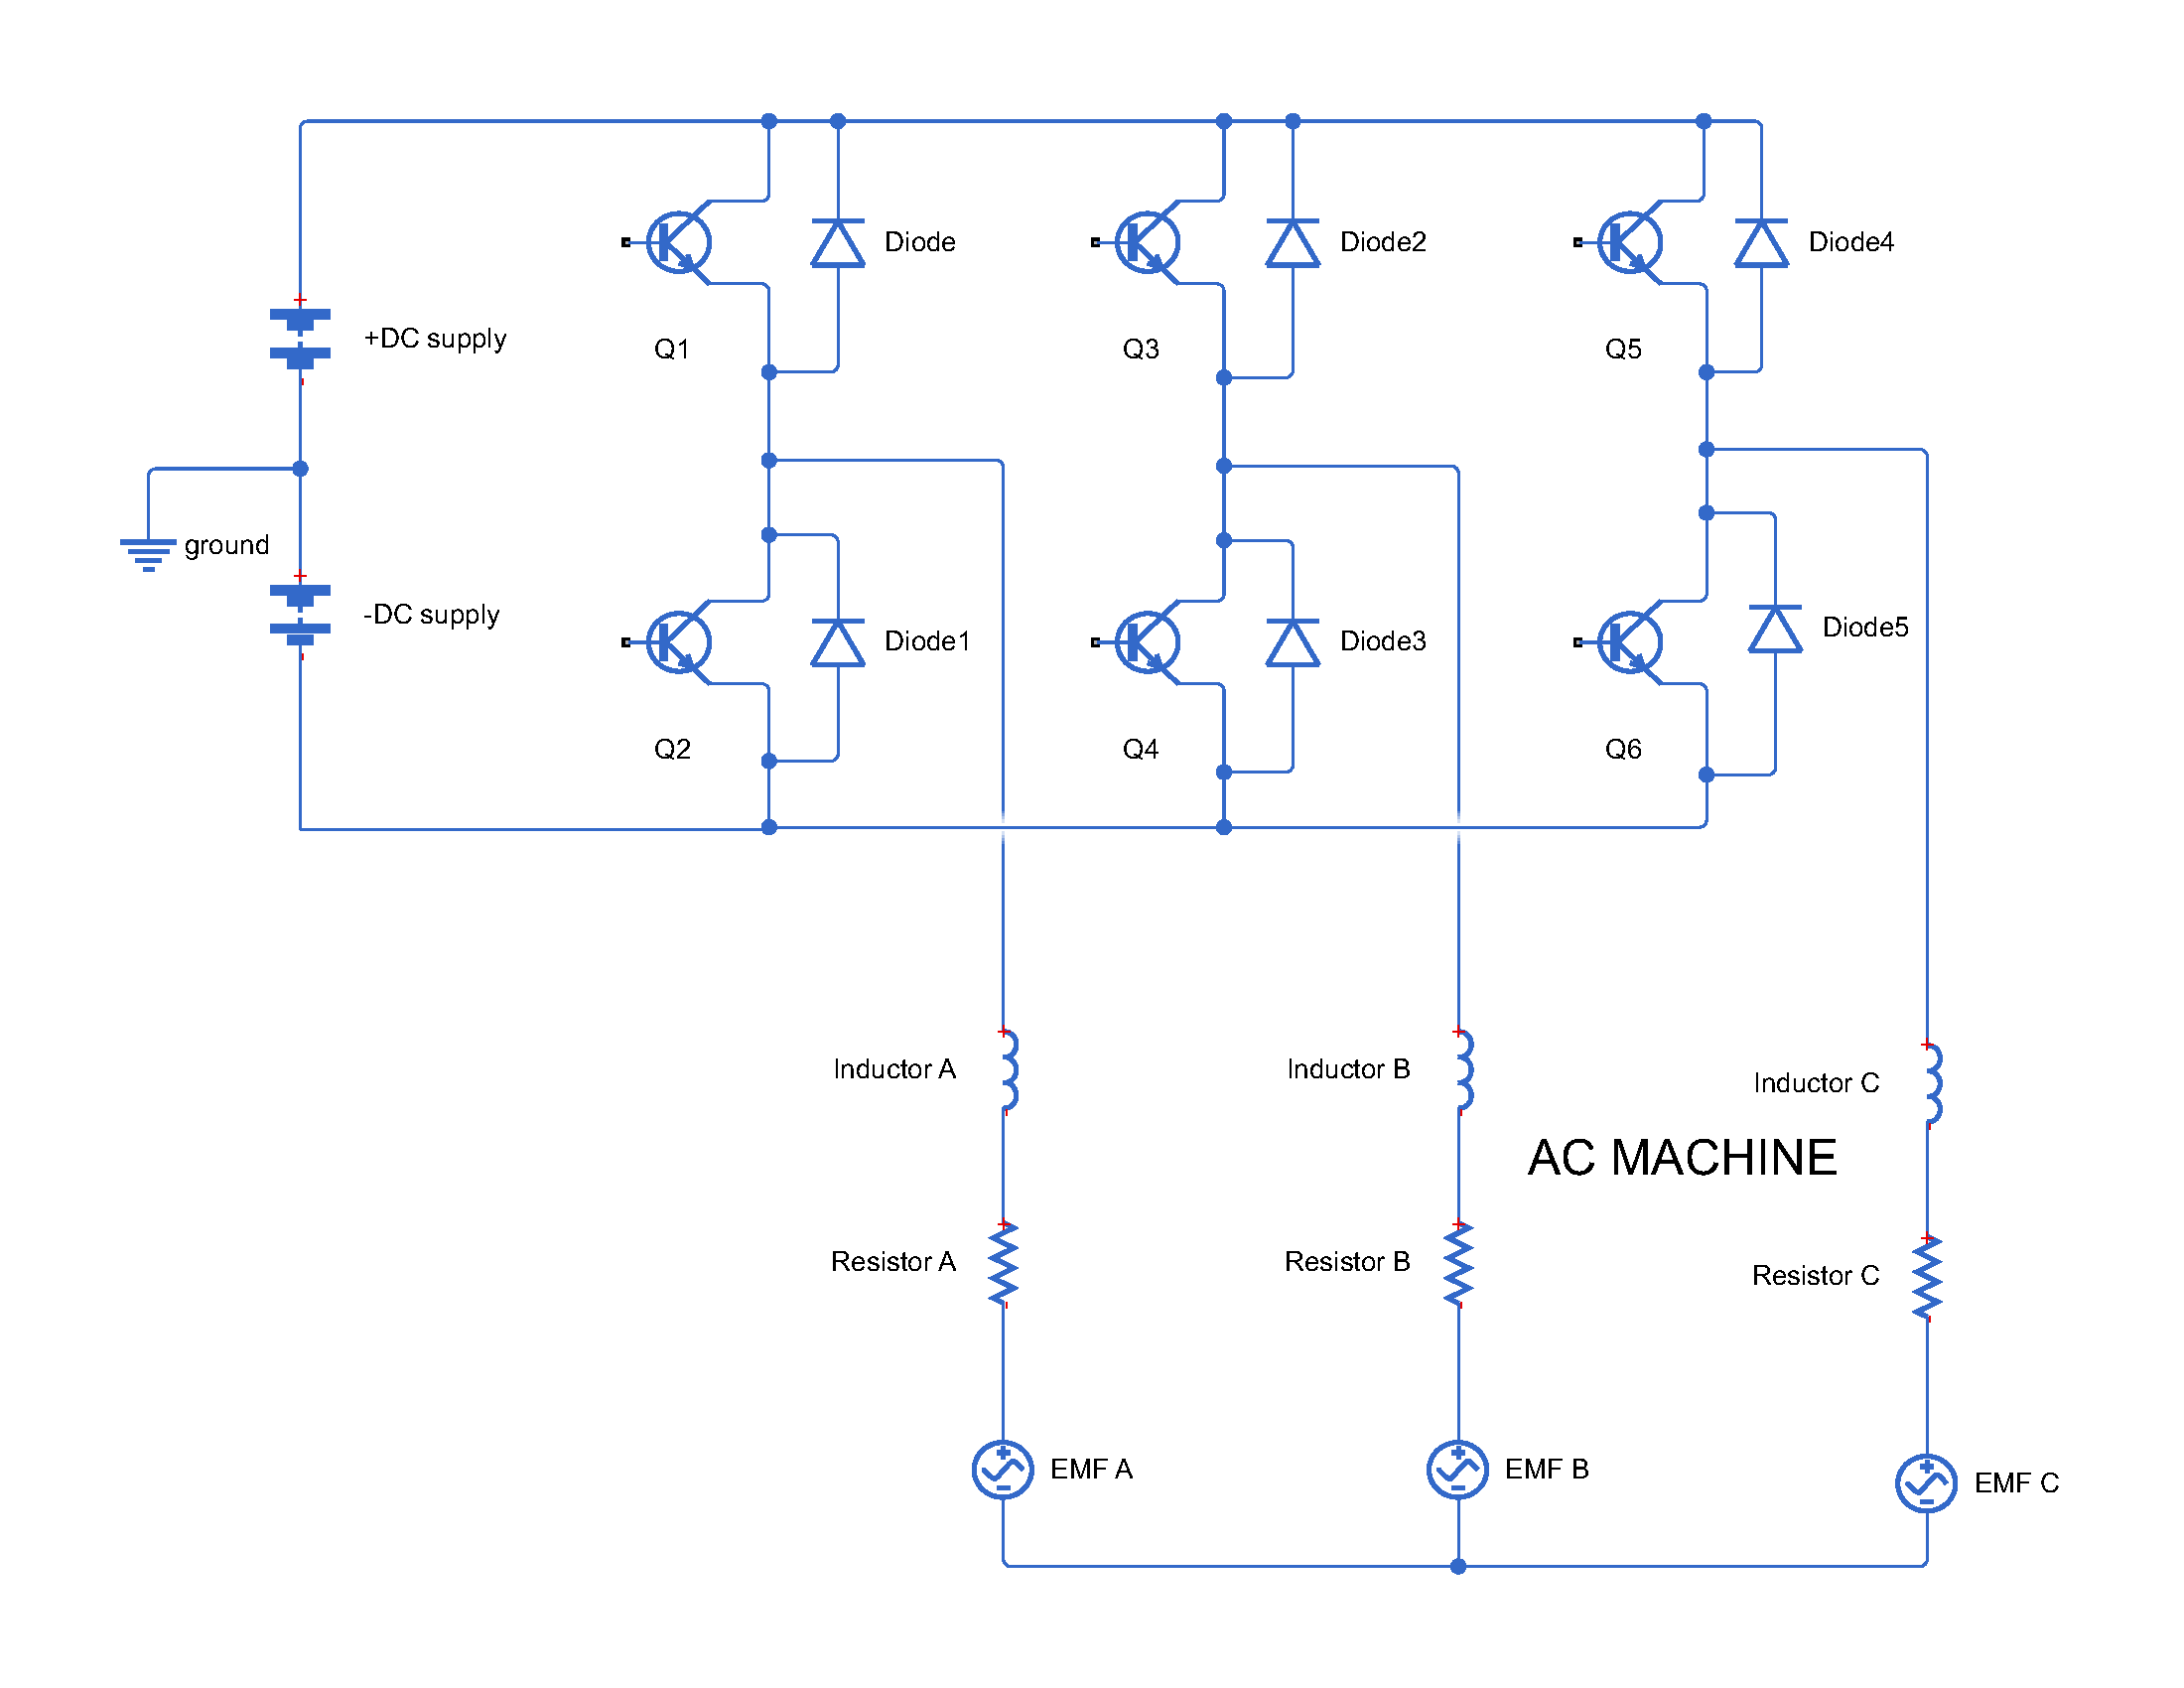 Diode
Diode2
Diode4
+DC supply
Q1
Q3
Q5
ground
-DC supply
Diode1
Diode3
Diode5
Q2
Q4
Q6
Inductor A
Inductor B
Inductor C
AC MACHINE
Resistor A
Resistor B
Resistor C
EMF A
EMF B
EMF C